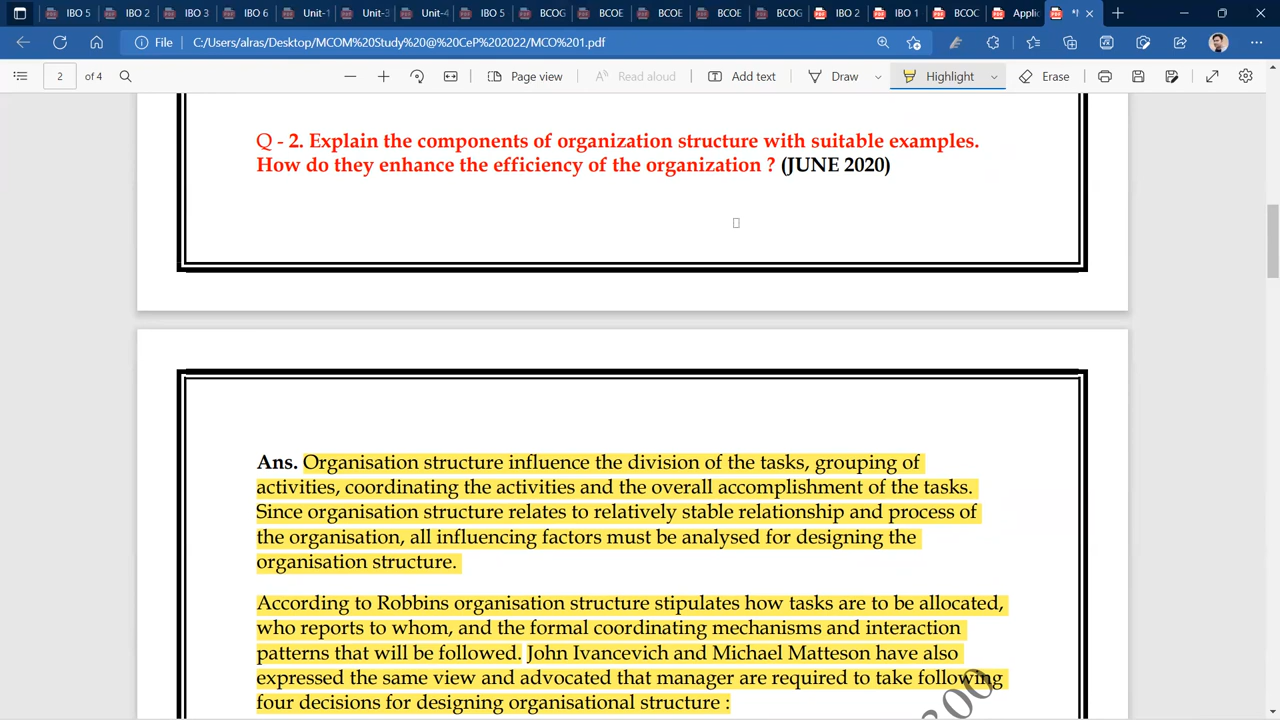 IBO 5 IBO 2 IBO 3 IBO 6 Unit-1 Unit-3 Unit-4 IBO 5 BCOG BCOE BCOE BCOE BCOG IBO 2 IBO 1 BCOC Applic
File C:/Users/alras/Desktop/MCOM%20Study%20@%20CeP%202022/MCO%201.pdf
2 of 4 Page view Read aloud Add text Draw Highlight Erase
Q - 2. Explain the components of organization structure with suitable examples.
How do they enhance the efficiency of the organization ? (JUNE 2020)
Ans. Organisation structure influence the division of the tasks, grouping of
activities, coordinating the activities and the overall accomplishment of the tasks.
Since organisation structure relates to relatively stable relationship and process of
the organisation, all influencing factors must be analysed for designing the
organisation structure.
According to Robbins organisation structure stipulates how tasks are to be allocated,
who reports to whom, and the formal coordinating mechanisms and interaction
patterns that will be followed. John Ivancevich and Michael Matteson have also
expressed the same view and advocated that manager are required to take following
four decisions for designing organisational structure :
300